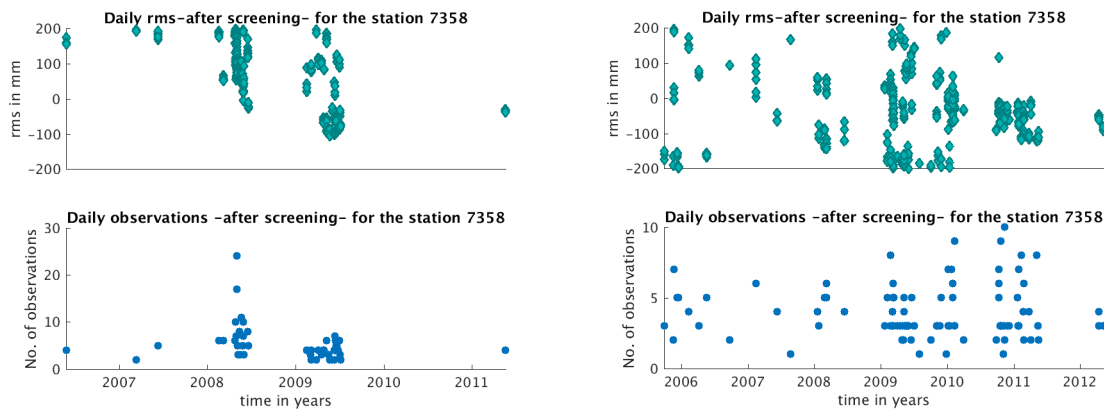 Daily rms-after screening- for the station 7358
rms in mm
200
100
0
-100
-200
Daily observations -after screening- for the station 7358
No. of observations
30
20
10
0
2007 2008 2009 2010 2011
time in years
Daily rms-after screening- for the station 7358
rms in mm
200
100
0
-100
-200
Daily observations -after screening- for the station 7358
No. of observations
10
5
0
2006 2007 2008 2009 2010 2011 2012
time in years